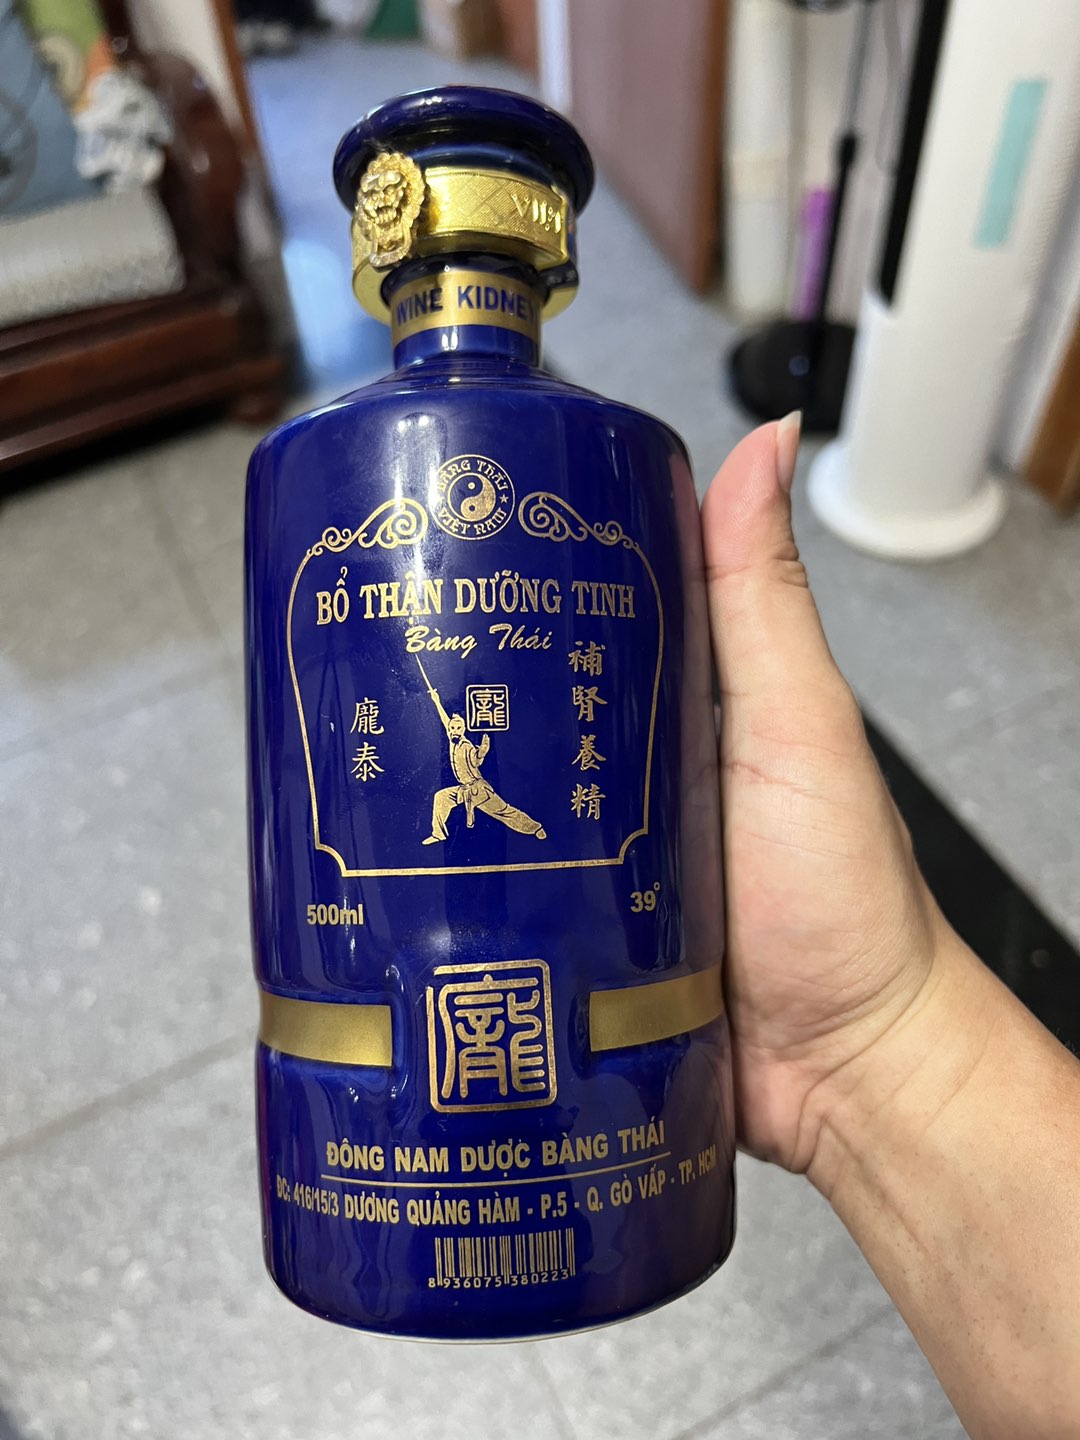 VIP
WINE KIDNEY
BÀNG THÁI
VIỆT NAM
BỔ THẬN DƯỠNG TINH
Bàng Thái
補腎養精
龐
龐泰
500ml
39°
龐
ĐÔNG NAM DƯỢC BÀNG THÁI
ĐC: 416/15/3 DƯƠNG QUẢNG HÀM - P.5 - Q. GÒ VẤP - TP. HCM
8 936075 380223